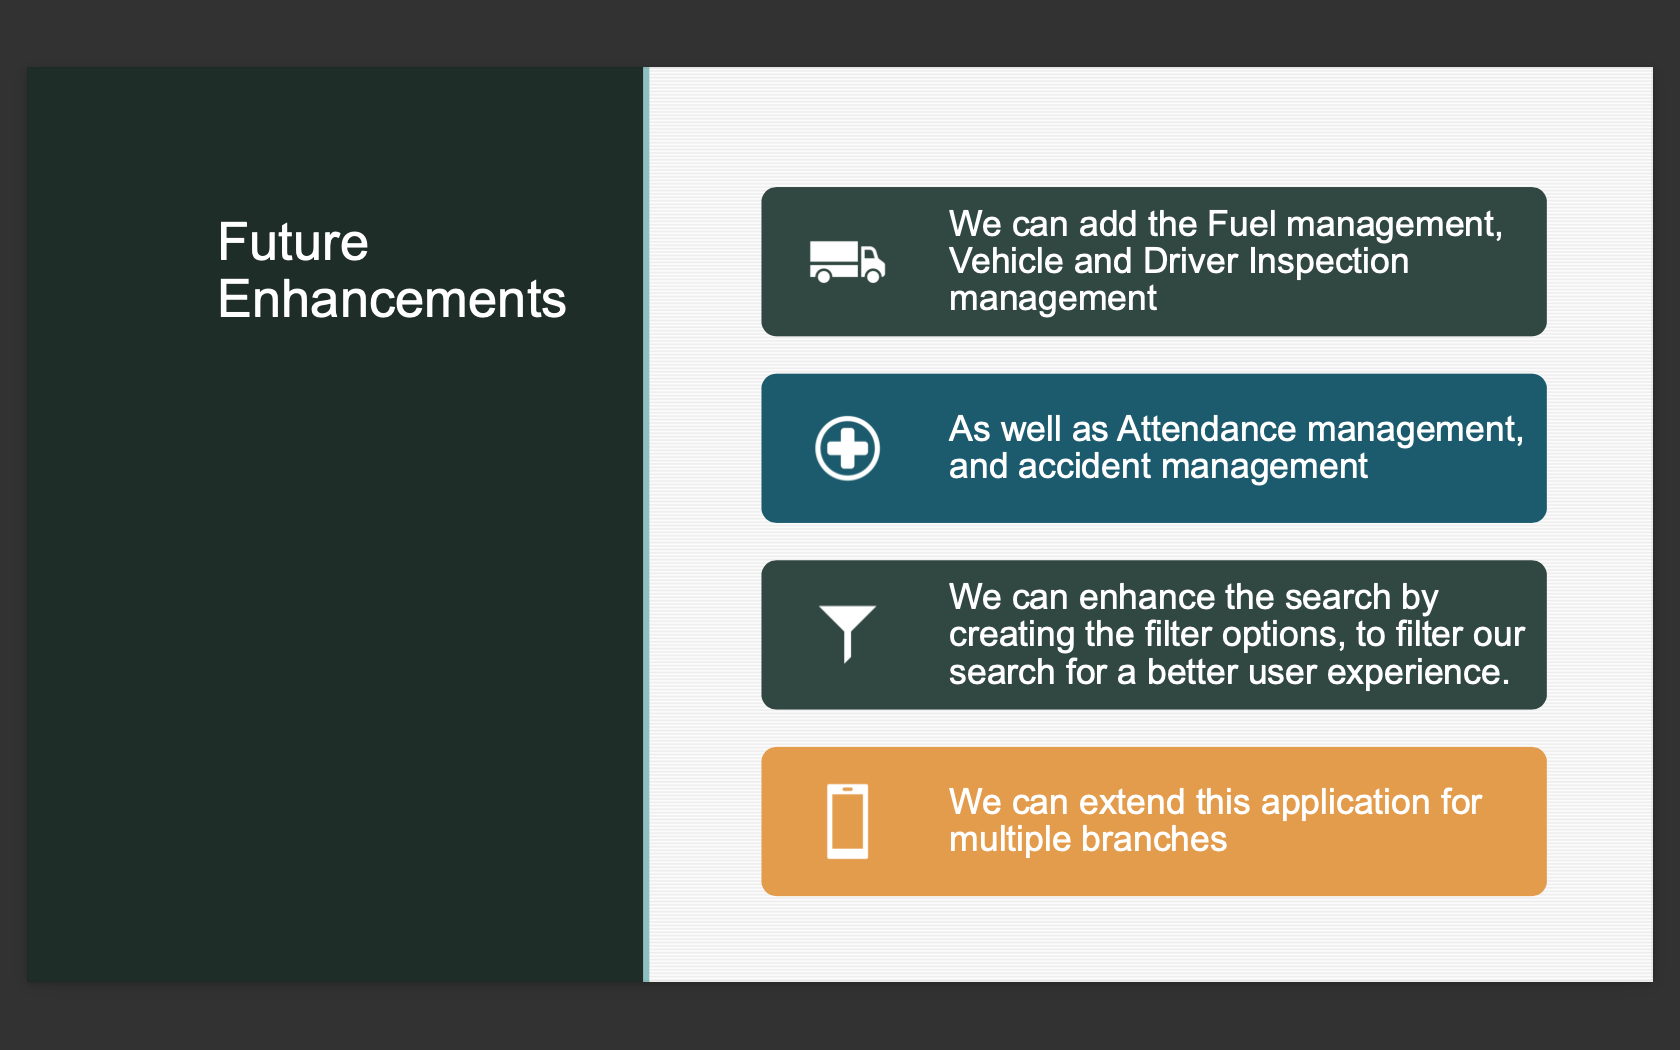 Future
Enhancements
We can add the Fuel management,
Vehicle and Driver Inspection
management
As well as Attendance management,
and accident management
We can enhance the search by
creating the filter options, to filter our
search for a better user experience.
We can extend this application for
multiple branches